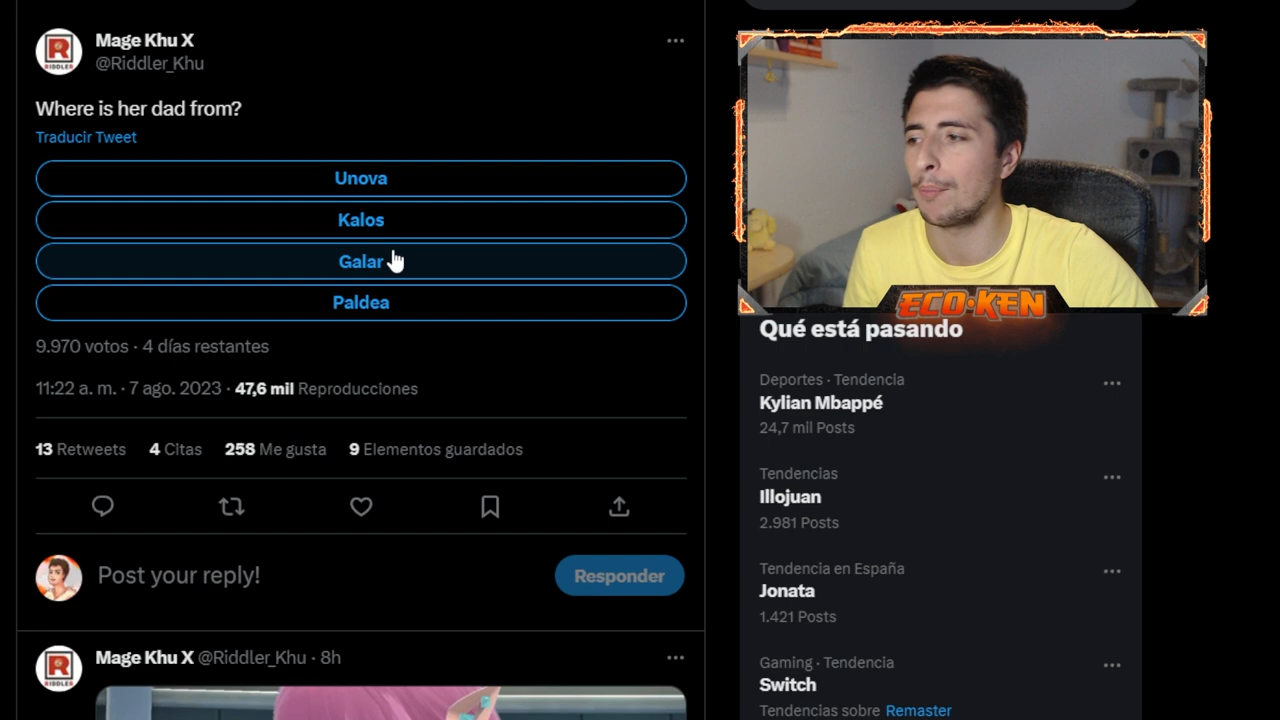 Mage Khu X
@Riddler_Khu
Where is her dad from?
Traducir Tweet
Unova
Kalos
Galar
Paldea
9.970 votos · 4 días restantes
11:22 a. m. · 7 ago. 2023 · 47,6 mil Reproducciones
13 Retweets 4 Citas 258 Me gusta 9 Elementos guardados
Post your reply!
Responder
Mage Khu X @Riddler_Khu · 8h
R
RIDDLER
R
RIDDLER
ECO·KEN
Qué está pasando
Deportes · Tendencia
Kylian Mbappé
24,7 mil Posts
Tendencias
Illojuan
2.981 Posts
Tendencia en España
Jonata
1.421 Posts
Gaming · Tendencia
Switch
Tendencias sobre Remaster